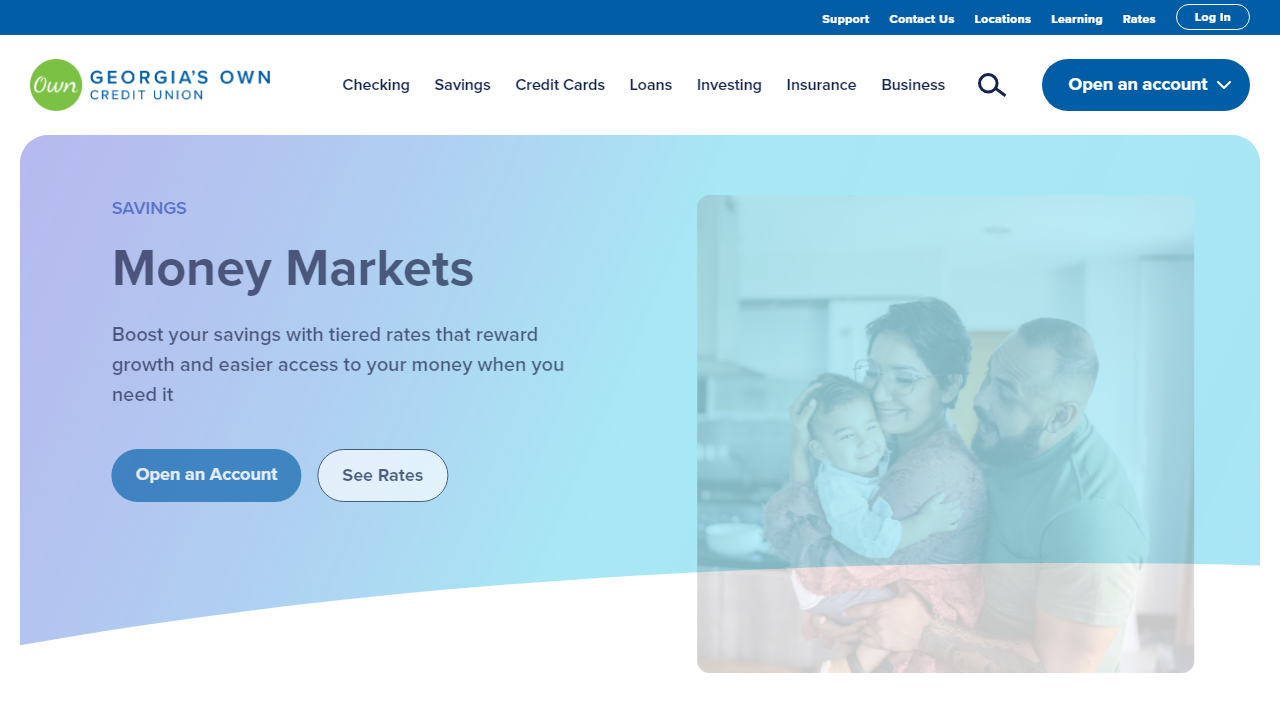 Support Contact Us Locations Learning Rates Log In
Own GEORGIA'S OWN
CREDIT UNION
Checking Savings Credit Cards Loans Investing Insurance Business Open an account
SAVINGS
Money Markets
Boost your savings with tiered rates that reward
growth and easier access to your money when you
need it
Open an Account See Rates